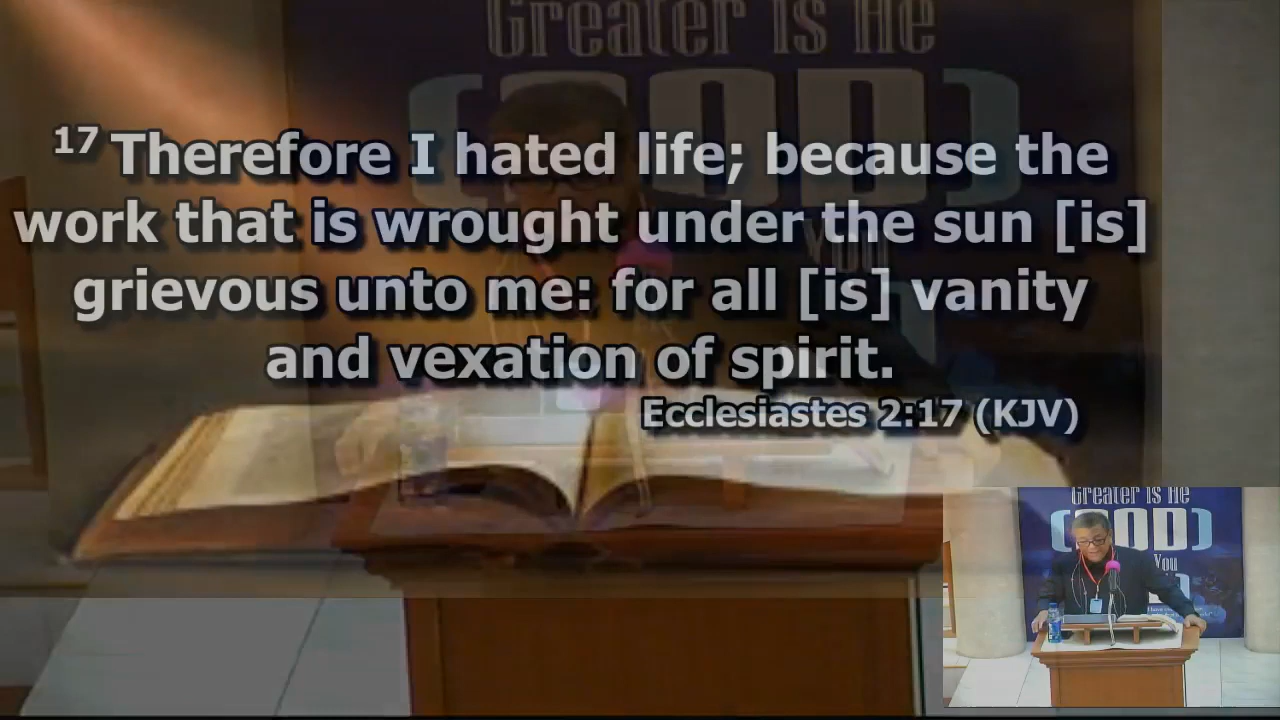 Greater Is He
(GOD)
You
17 Therefore I hated life; because the
work that is wrought under the sun [is]
grievous unto me: for all [is] vanity
and vexation of spirit.
Ecclesiastes 2:17 (KJV)
Greater Is He
(GOD)
You